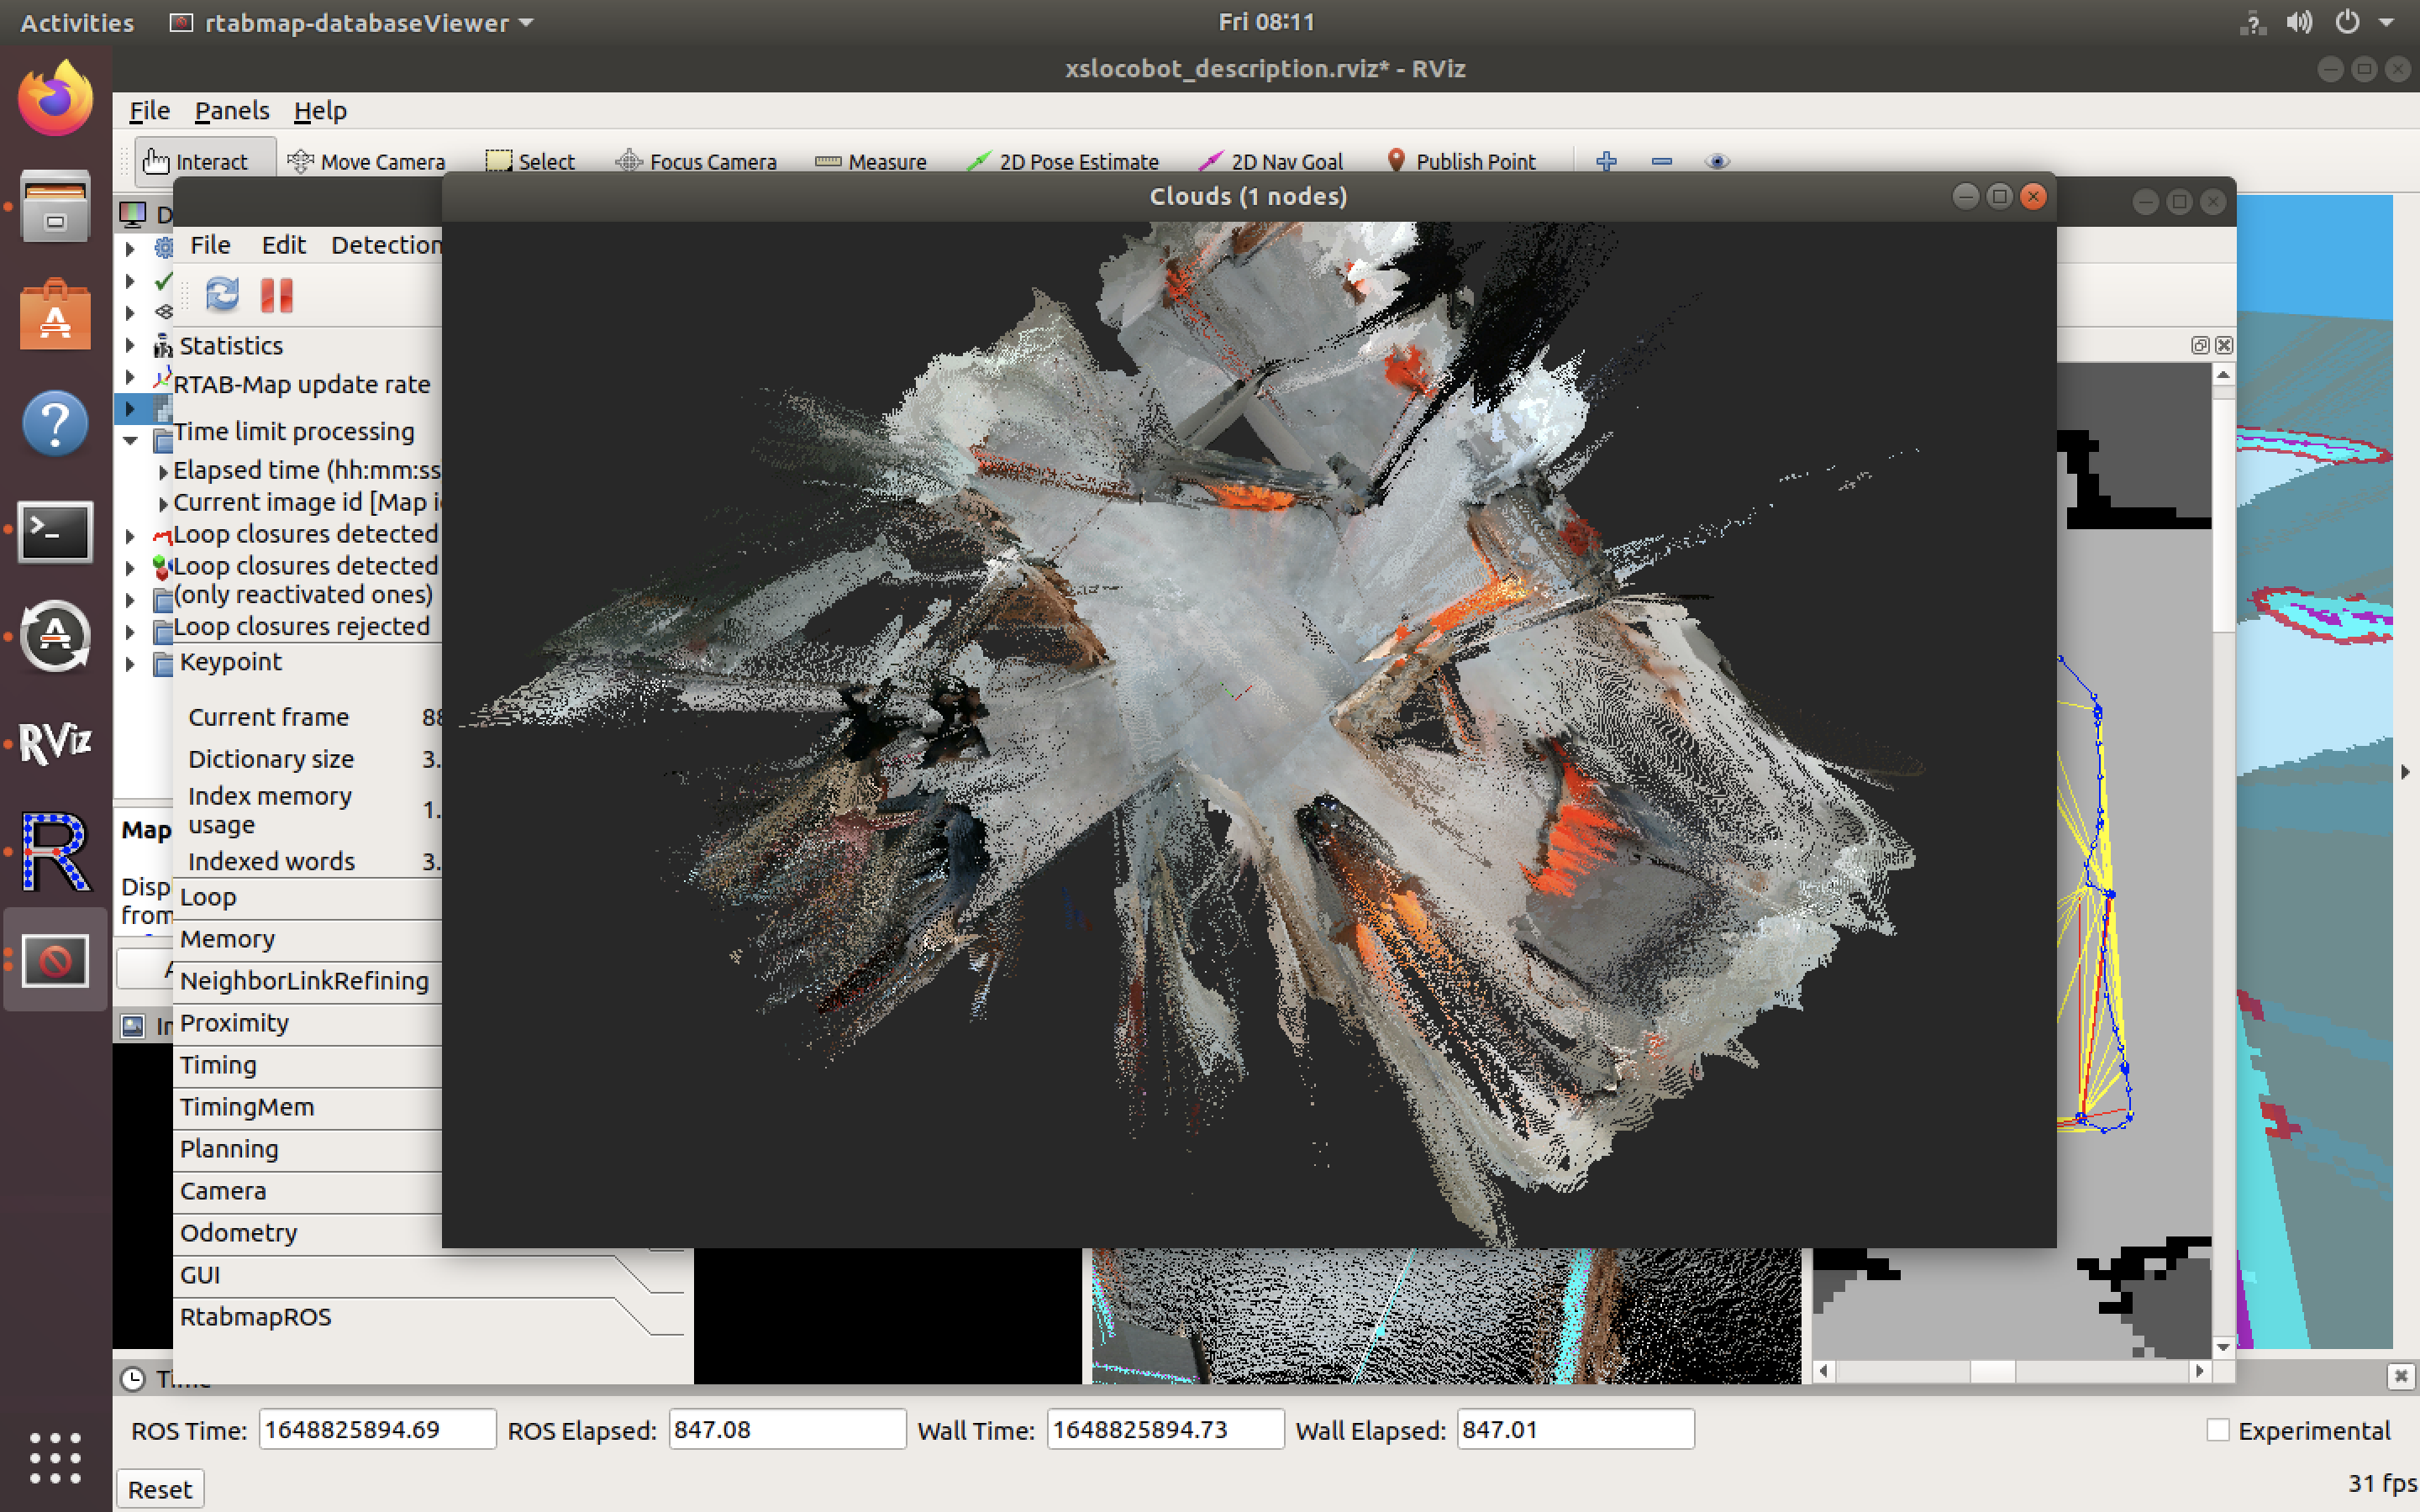 Activities rtabmap-databaseViewer Fri 08:11
xslocobot_description.rviz* - RViz
File Panels Help
Interact Move Camera Select Focus Camera Measure 2D Pose Estimate 2D Nav Goal Publish Point
Clouds (1 nodes)
D
File Edit Detection
Statistics
RTAB-Map update rate
Time limit processing
Elapsed time (hh:mm:ss
Current image id [Map i
Loop closures detected
Loop closures detected
(only reactivated ones)
Loop closures rejected
Keypoint
Current frame 88
Dictionary size 3.
Index memory
usage 1.
Indexed words 3.
Map
Disp
from
Loop
Memory
NeighborLinkRefining
Proximity
Timing
TimingMem
Planning
Camera
Odometry
GUI
RtabmapROS
RViz
R
Time
ROS Time: 1648825894.69 ROS Elapsed: 847.08 Wall Time: 1648825894.73 Wall Elapsed: 847.01 Experimental
Reset 31 fps